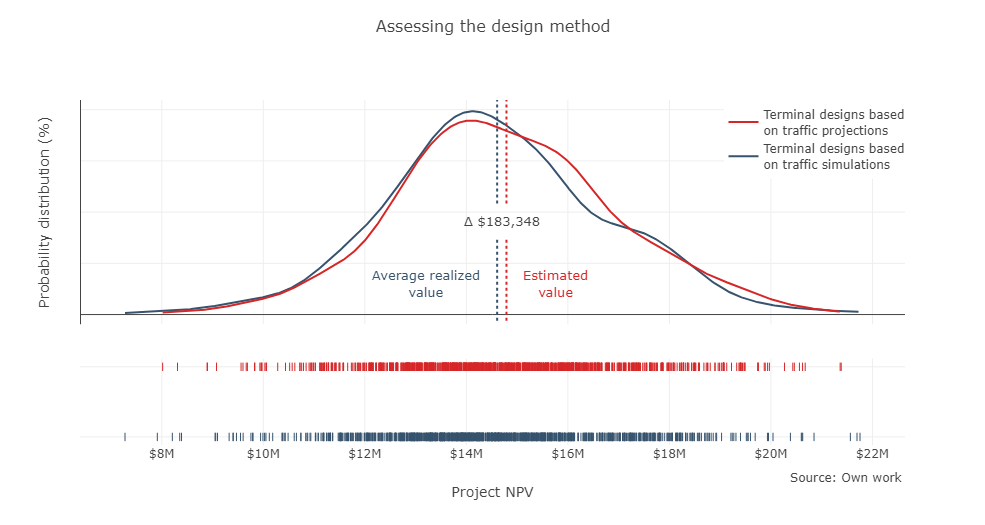 Assessing the design method
Probability distribution (%)
Terminal designs based
on traffic projections
Terminal designs based
on traffic simulations
Δ $183,348
Average realized
value
Estimated
value
$8M $10M $12M $14M $16M $18M $20M $22M
Source: Own work
Project NPV